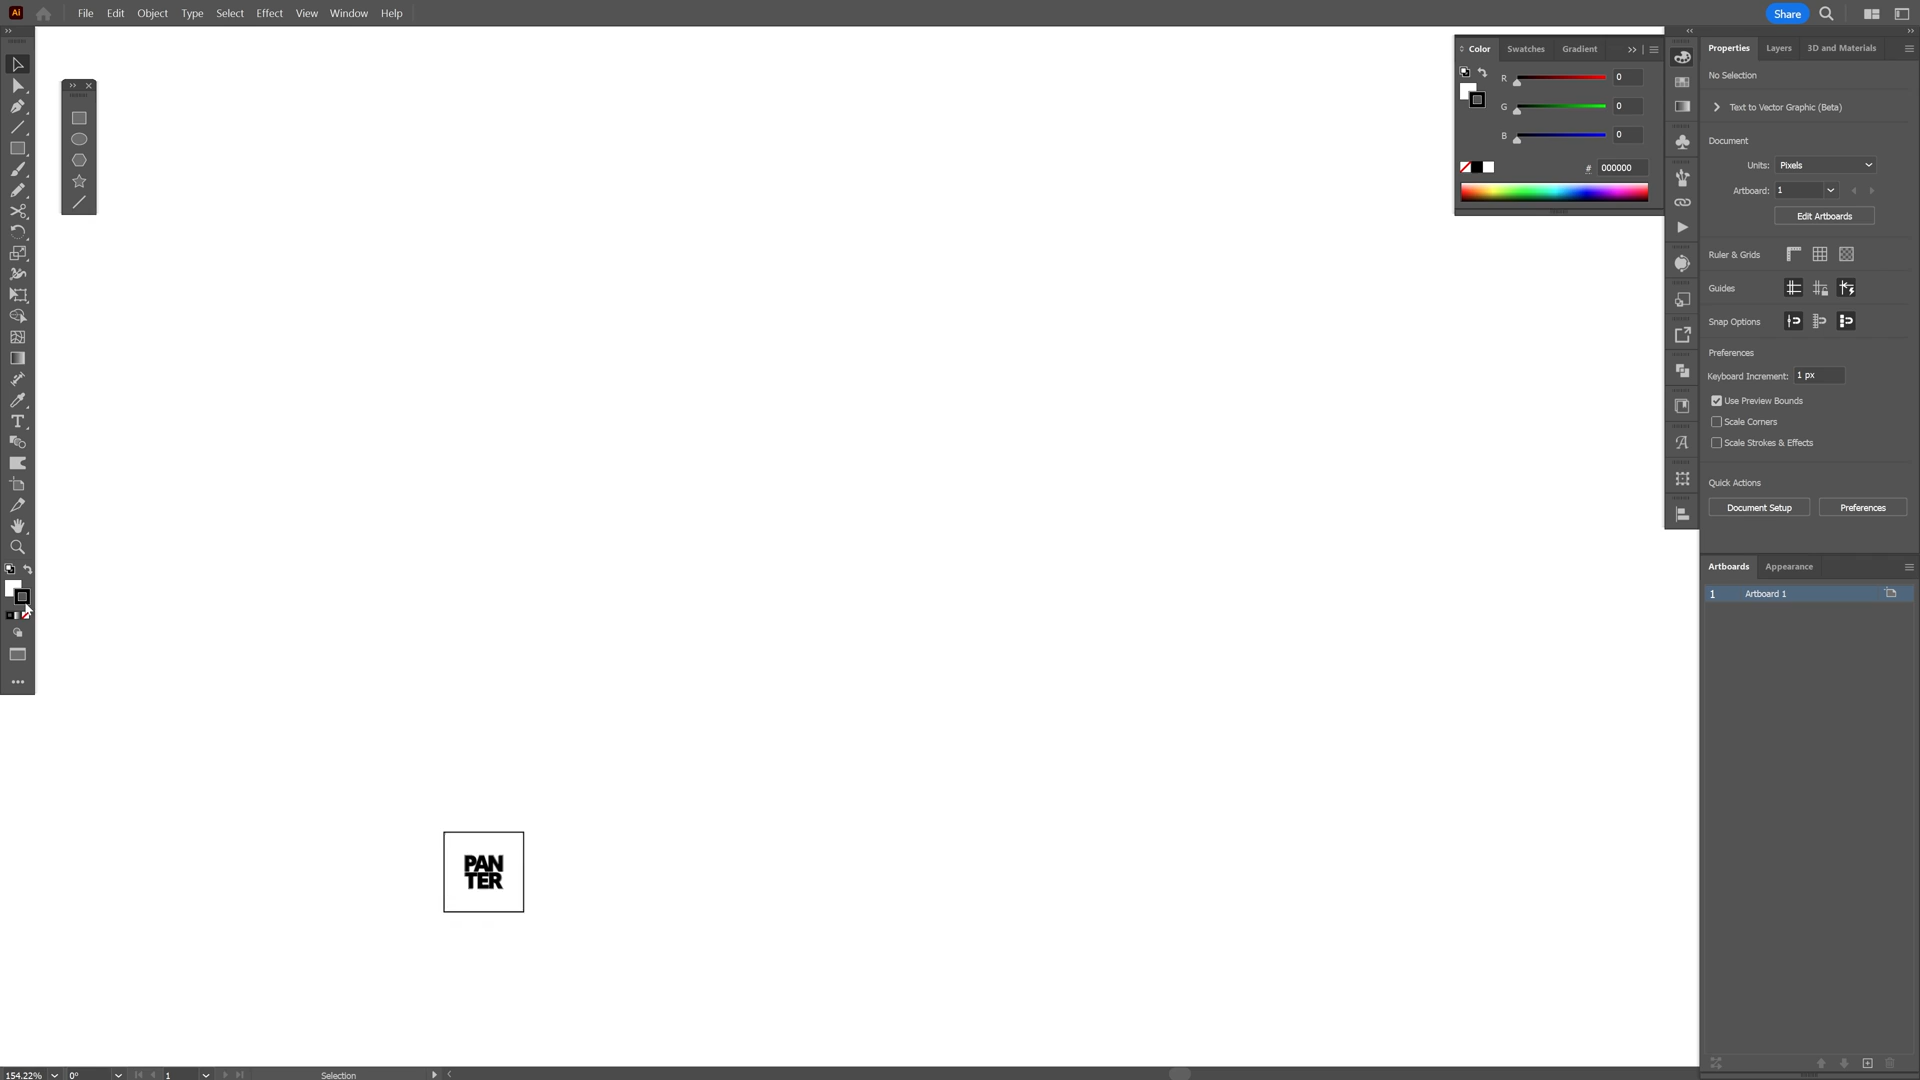 Ai File Edit Object Type Select Effect View Window Help Share
Color Swatches Gradient
R 0
G 0
B 0
# 000000
Properties Layers 3D and Materials
No Selection
Text to Vector Graphic (Beta)
Document
Units: Pixels
Artboard: 1
Edit Artboards
Ruler & Grids
Guides
Snap Options
Preferences
Keyboard Increment: 1 px
Use Preview Bounds
Scale Corners
Scale Strokes & Effects
Quick Actions
Document Setup Preferences
Artboards Appearance
1 Artboard 1
PAN
TER
154.22% 0° 1 Selection